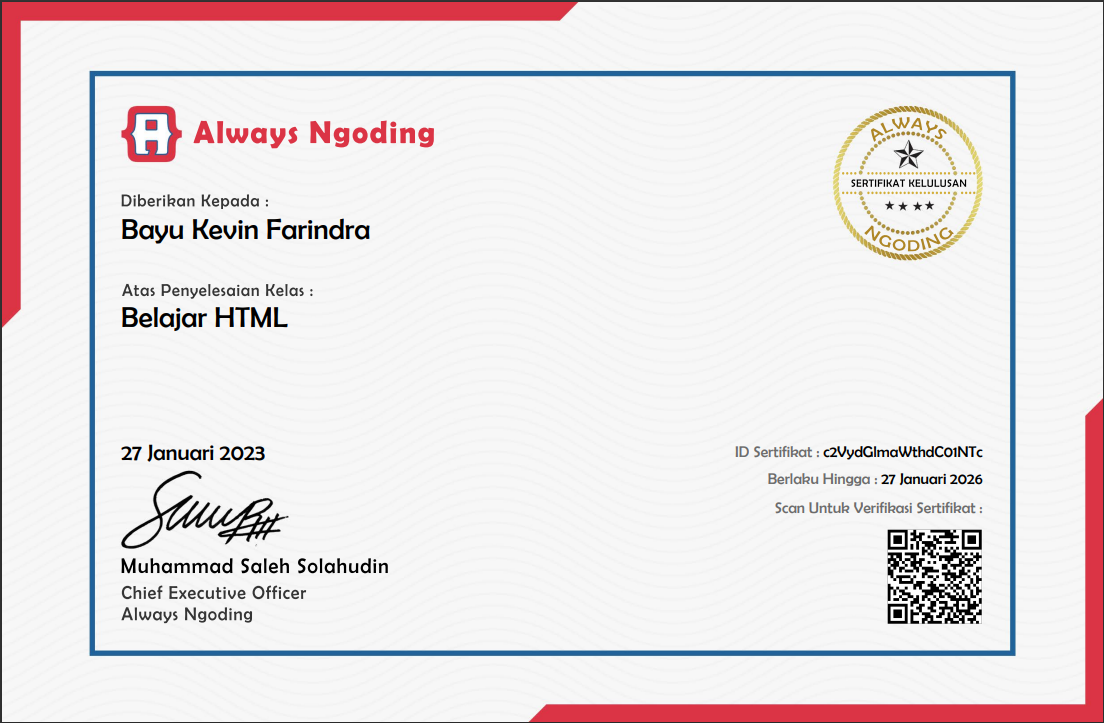 Always Ngoding
ALWAYS
SERTIFIKAT KELULUSAN
NGODING
Diberikan Kepada :
Bayu Kevin Farindra
Atas Penyelesaian Kelas :
Belajar HTML
27 Januari 2023
Muhammad Saleh Solahudin
Chief Executive Officer
Always Ngoding
ID Sertifikat : c2VydGlmaWthdC01NTc
Berlaku Hingga : 27 Januari 2026
Scan Untuk Verifikasi Sertifikat :